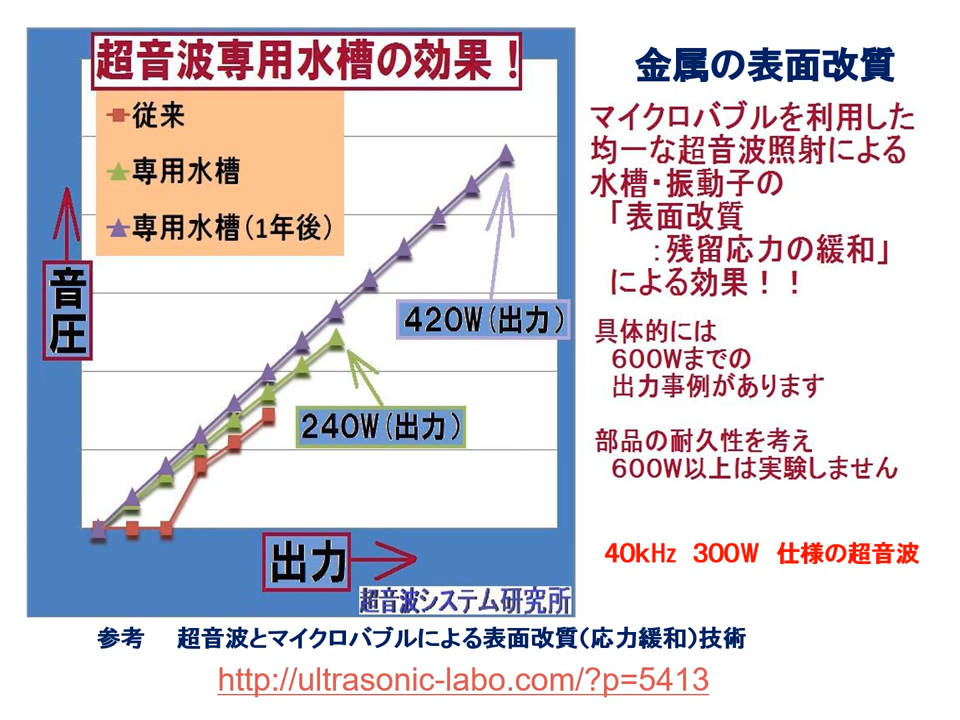 超音波専用水槽の効果！
従来
専用水槽
専用水槽（1年後）
音圧
420W（出力）
240W（出力）
出力
超音波システム研究所
金属の表面改質
マイクロバブルを利用した
均一な超音波照射による
水槽・振動子の
「表面改質
：残留応力の緩和」
による効果！！
具体的には
600Wまでの
出力事例があります
部品の耐久性を考え
600W以上は実験しません
40kHz 300W 仕様の超音波
参考 超音波とマイクロバブルによる表面改質（応力緩和）技術
http://ultrasonic-labo.com/?p=5413